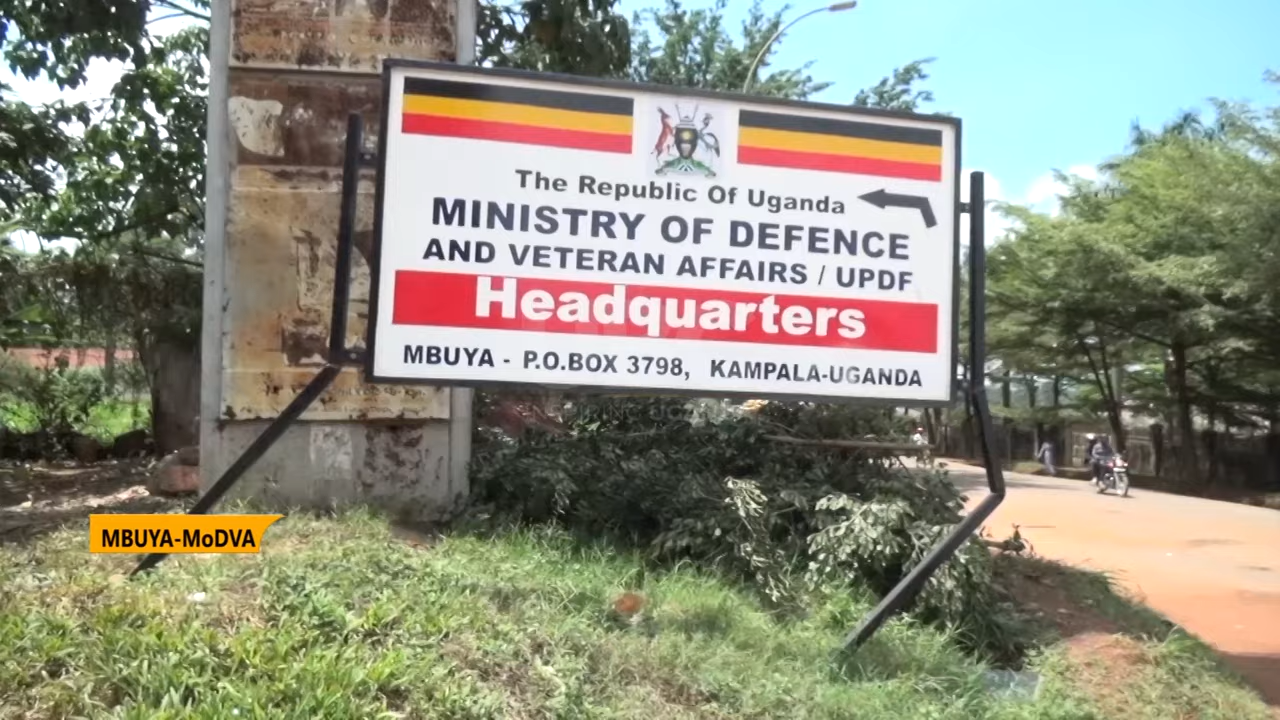 The Republic Of Uganda
MINISTRY OF DEFENCE
AND VETERAN AFFAIRS / UPDF
Headquarters
MBUYA - P.O.BOX 3798, KAMPALA-UGANDA
MBUYA-MoDVA